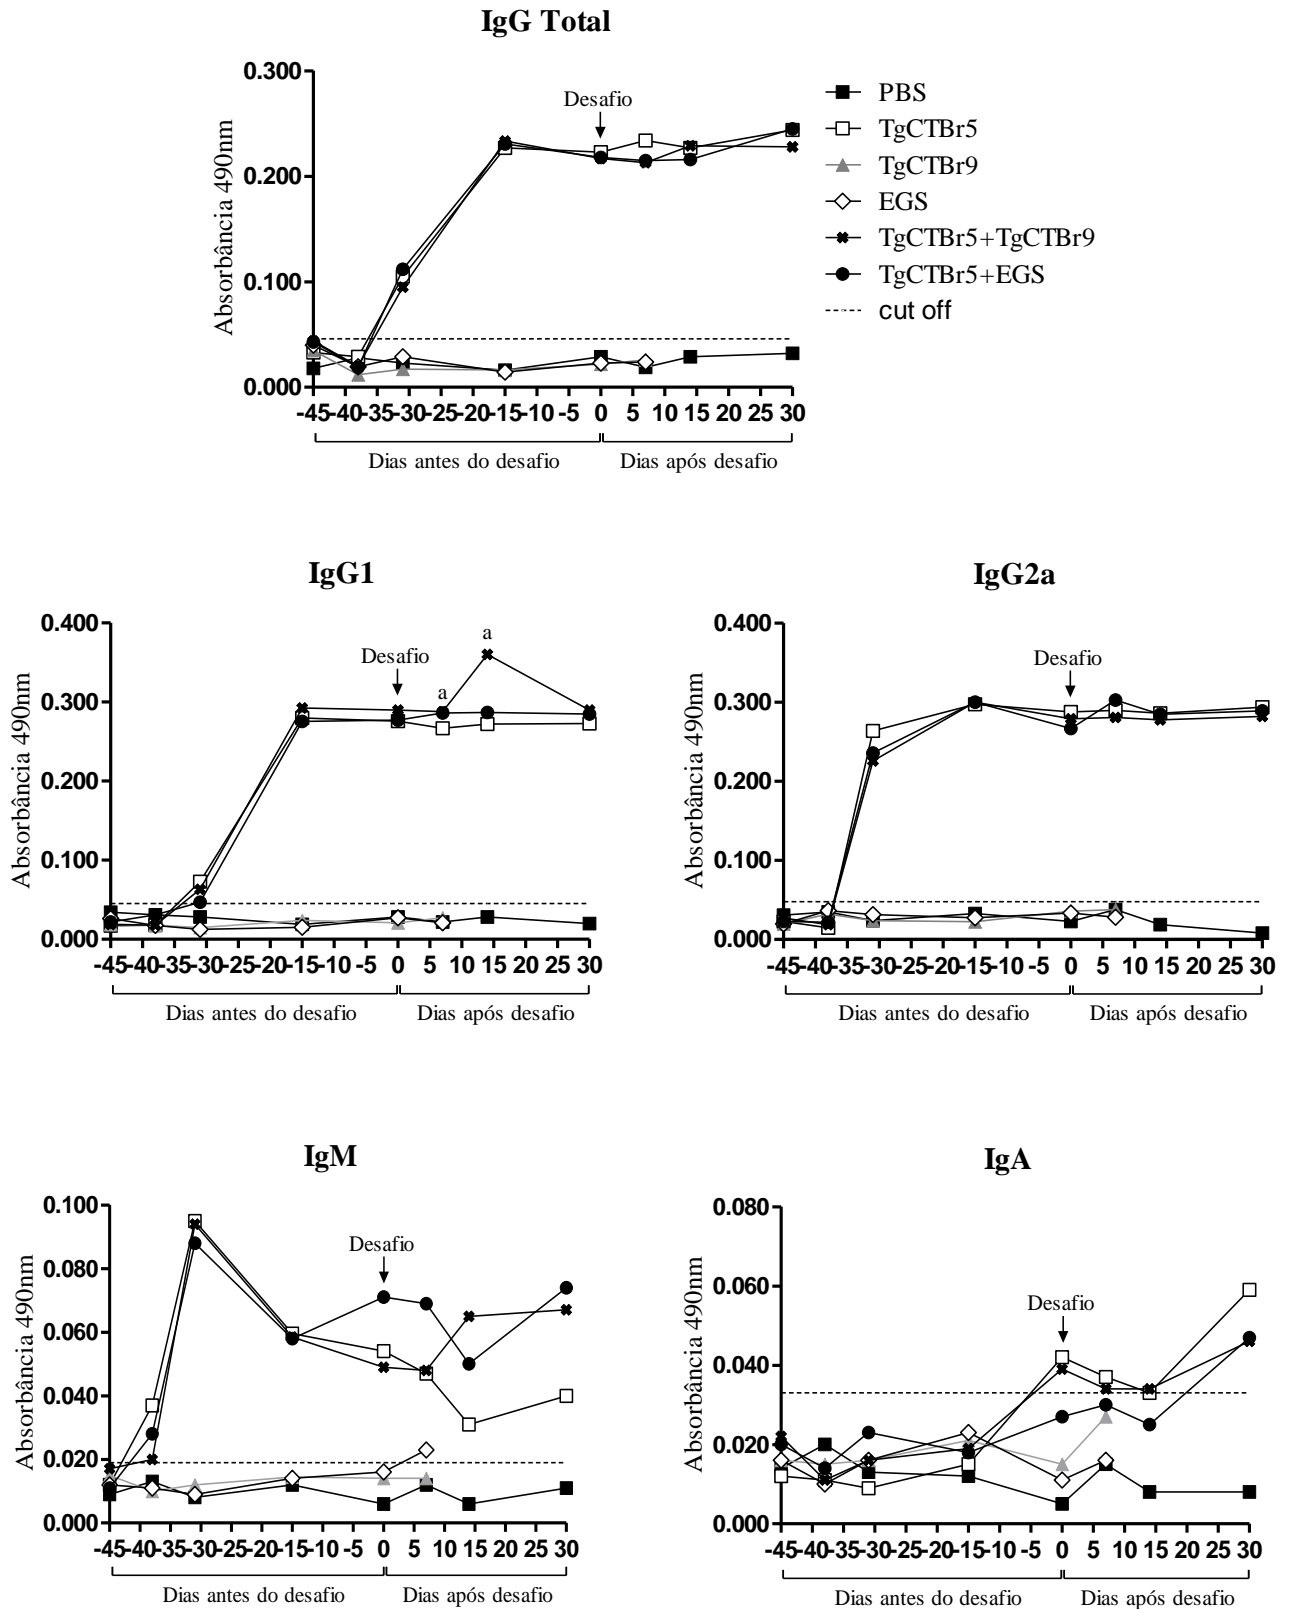 IgG Total
0.300
0.200
0.100
0.000
Absorbância 490nm
Desafio
PBS
TgCTBr5
TgCTBr9
EGS
TgCTBr5+TgCTBr9
TgCTBr5+EGS
cut off
-45 -40 -35 -30 -25 -20 -15 -10 -5 0 5 10 15 20 25 30
Dias antes do desafio Dias após desafio
IgG1
0.400
0.300
0.200
0.100
0.000
Absorbância 490nm
Desafio
a
a
-45 -40 -35 -30 -25 -20 -15 -10 -5 0 5 10 15 20 25 30
Dias antes do desafio Dias após desafio
IgG2a
0.400
0.300
0.200
0.100
0.000
Absorbância 490nm
Desafio
-45 -40 -35 -30 -25 -20 -15 -10 -5 0 5 10 15 20 25 30
Dias antes do desafio Dias após desafio
IgM
0.100
0.080
0.060
0.040
0.020
0.000
Absorbância 490nm
Desafio
-45 -40 -35 -30 -25 -20 -15 -10 -5 0 5 10 15 20 25 30
Dias antes do desafio Dias após desafio
IgA
0.080
0.060
0.040
0.020
0.000
Absorbância 490nm
Desafio
-45 -40 -35 -30 -25 -20 -15 -10 -5 0 5 10 15 20 25 30
Dias antes do desafio Dias após desafio